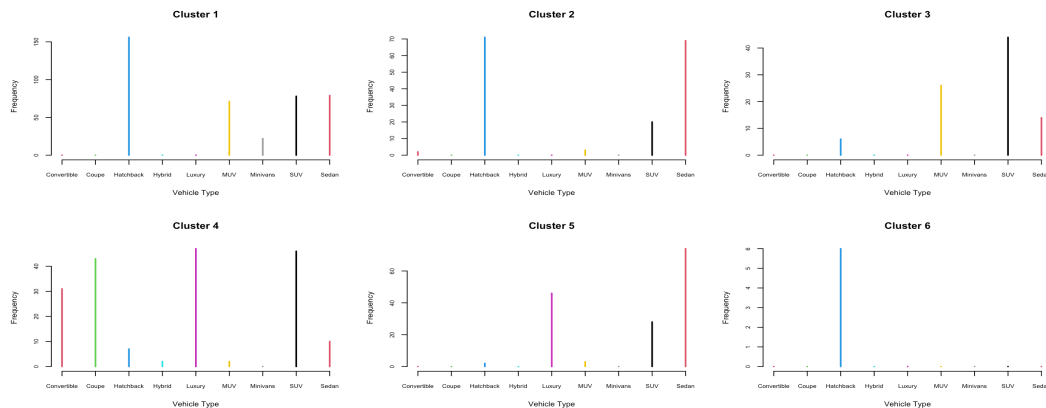 Cluster 1
Frequency
0
50
100
150
Convertible Coupe Hatchback Hybrid Luxury MUV Minivans SUV Sedan
Vehicle Type
Cluster 2
Frequency
0
10
20
30
40
50
60
70
Convertible Coupe Hatchback Hybrid Luxury MUV Minivans SUV Sedan
Vehicle Type
Cluster 3
Frequency
0
10
20
30
40
Convertible Coupe Hatchback Hybrid Luxury MUV Minivans SUV Seda
Vehicle Type
Cluster 4
Frequency
0
10
20
30
40
Convertible Coupe Hatchback Hybrid Luxury MUV Minivans SUV Sedan
Vehicle Type
Cluster 5
Frequency
0
20
40
60
Convertible Coupe Hatchback Hybrid Luxury MUV Minivans SUV Sedan
Vehicle Type
Cluster 6
Frequency
0
1
2
3
4
5
6
Convertible Coupe Hatchback Hybrid Luxury MUV Minivans SUV Seda
Vehicle Type